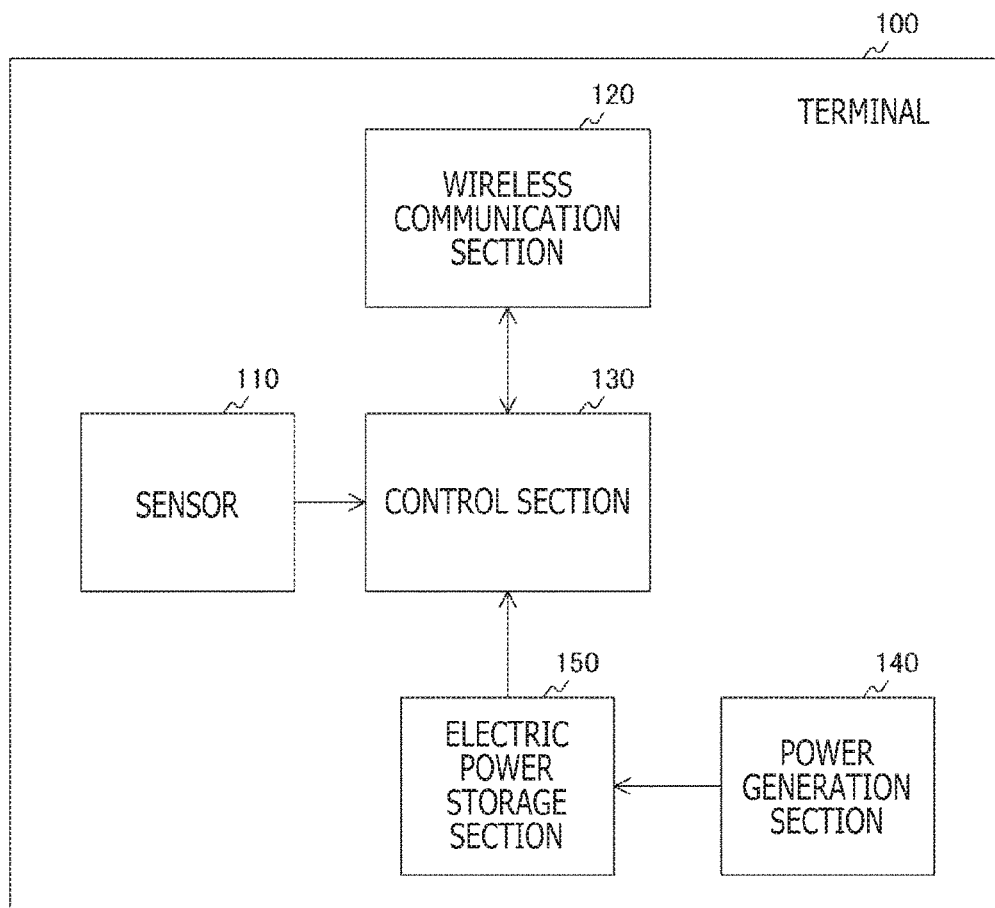 100
TERMINAL
120
WIRELESS
COMMUNICATION
SECTION
110
130
SENSOR
CONTROL SECTION
150
140
ELECTRIC
POWER
STORAGE
SECTION
POWER
GENERATION
SECTION